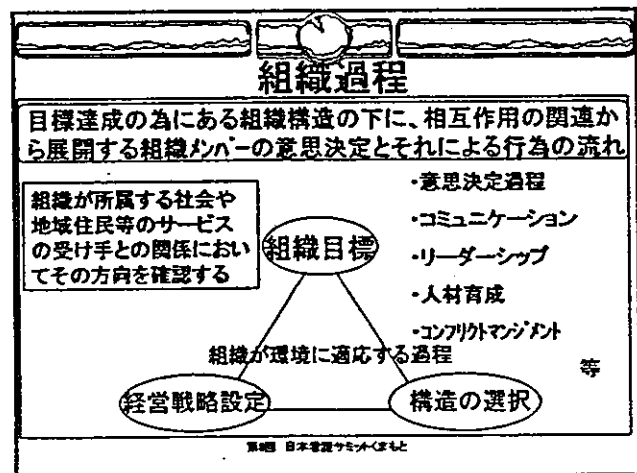 組織過程
目標達成の為にある組織構造の下に、相互作用の関連か
ら展開する組織メンバーの意思決定とそれによる行為の流れ
組織が所属する社会や
地域住民等のサービス
の受け手との関係におい
てその方向を確認する
組織目標
・意思決定過程
・コミュニケーション
・リーダーシップ
・人材育成
・コンフリクトマンジメント
等
組織が環境に適応する過程
経営戦略設定
構造の選択
日本看護サミットくまもと